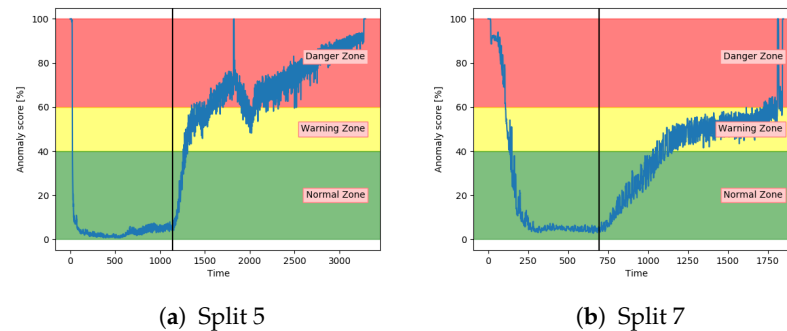 100
80
60
40
20
0
Anomaly score [%]
Danger Zone
Warning Zone
Normal Zone
0 500 1000 1500 2000 2500 3000
Time
(a) Split 5
100
80
60
40
20
0
Anomaly score [%]
Danger Zone
Warning Zone
Normal Zone
0 250 500 750 1000 1250 1500 1750
Time
(b) Split 7